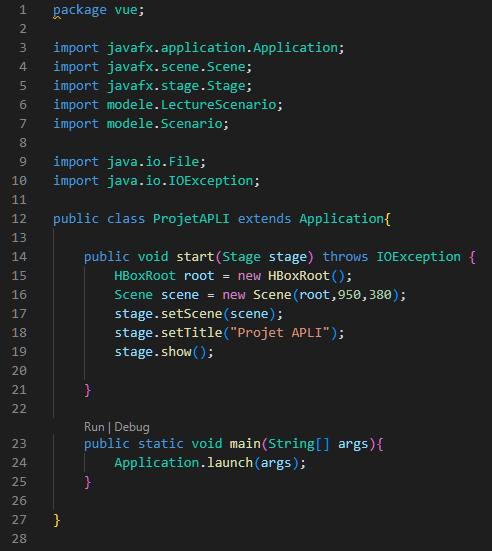 1 package vue;
2
3 import javafx.application.Application;
4 import javafx.scene.Scene;
5 import javafx.stage.Stage;
6 import modele.LectureScenario;
7 import modele.Scenario;
8
9 import java.io.File;
10 import java.io.IOException;
11
12 public class ProjetAPLI extends Application{
13
14     public void start(Stage stage) throws IOException {
15         HBoxRoot root = new HBoxRoot();
16         Scene scene = new Scene(root,950,380);
17         stage.setScene(scene);
18         stage.setTitle("Projet APLI");
19         stage.show();
20
21     }
22
Run | Debug
23     public static void main(String[] args){
24         Application.launch(args);
25     }
26
27 }
28